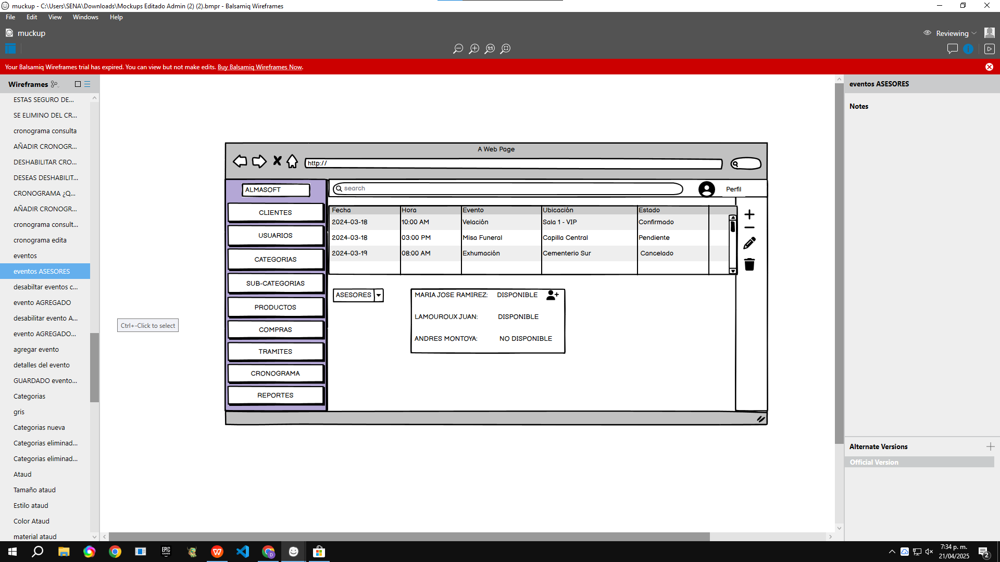 muckup - C:\Users\SENA\Downloads\Mockups Editado Admin (2) (2).bmpr - Balsamiq Wireframes
File Edit View Windows Help
muckup
Reviewing
Your Balsamiq Wireframes trial has expired. You can view but not make edits. Buy Balsamiq Wireframes Now.
Wireframes
ESTAS SEGURO DE...
SE ELIMINO DEL CR...
cronograma consulta
AÑADIR CRONOGR...
DESHABILITAR CRO...
DESEAS DESHABILIT...
CRONOGRAMA ¿Q...
AÑADIR CRONOGR...
cronograma consult...
cronograma edita
eventos
eventos ASESORES
desabiltar eventos c...
evento AGREGADO
desabilitar evento A...
evento AGREGADO...
agregar evento
detalles del evento
GUARDADO evento...
Categorias
gris
Categorias nueva
Categorias eliminad...
Categorias eliminad...
Ataud
Tamaño ataud
Estilo ataud
Color Ataud
material ataud
Ctrl+-Click to select
A Web Page
http://
ALMASOFT
CLIENTES
USUARIOS
CATEGORIAS
SUB-CATEGORIAS
PRODUCTOS
COMPRAS
TRAMITES
CRONOGRAMA
REPORTES
search
Perfil
Fecha Hora Evento Ubicación Estado
2024-03-18 10:00 AM Velación Sala 1 - VIP Confirmado
2024-03-18 03:00 PM Misa Funeral Capilla Central Pendiente
2024-03-19 08:00 AM Exhumación Cementerio Sur Cancelado
ASESORES
MARIA JOSE RAMIREZ: DISPONIBLE
LAMOUROUX JUAN: DISPONIBLE
ANDRES MONTOYA: NO DISPONIBLE
eventos ASESORES
Notes
Alternate Versions
Official Version
EPIC
GAMES
7:34 p. m.
21/04/2025
2